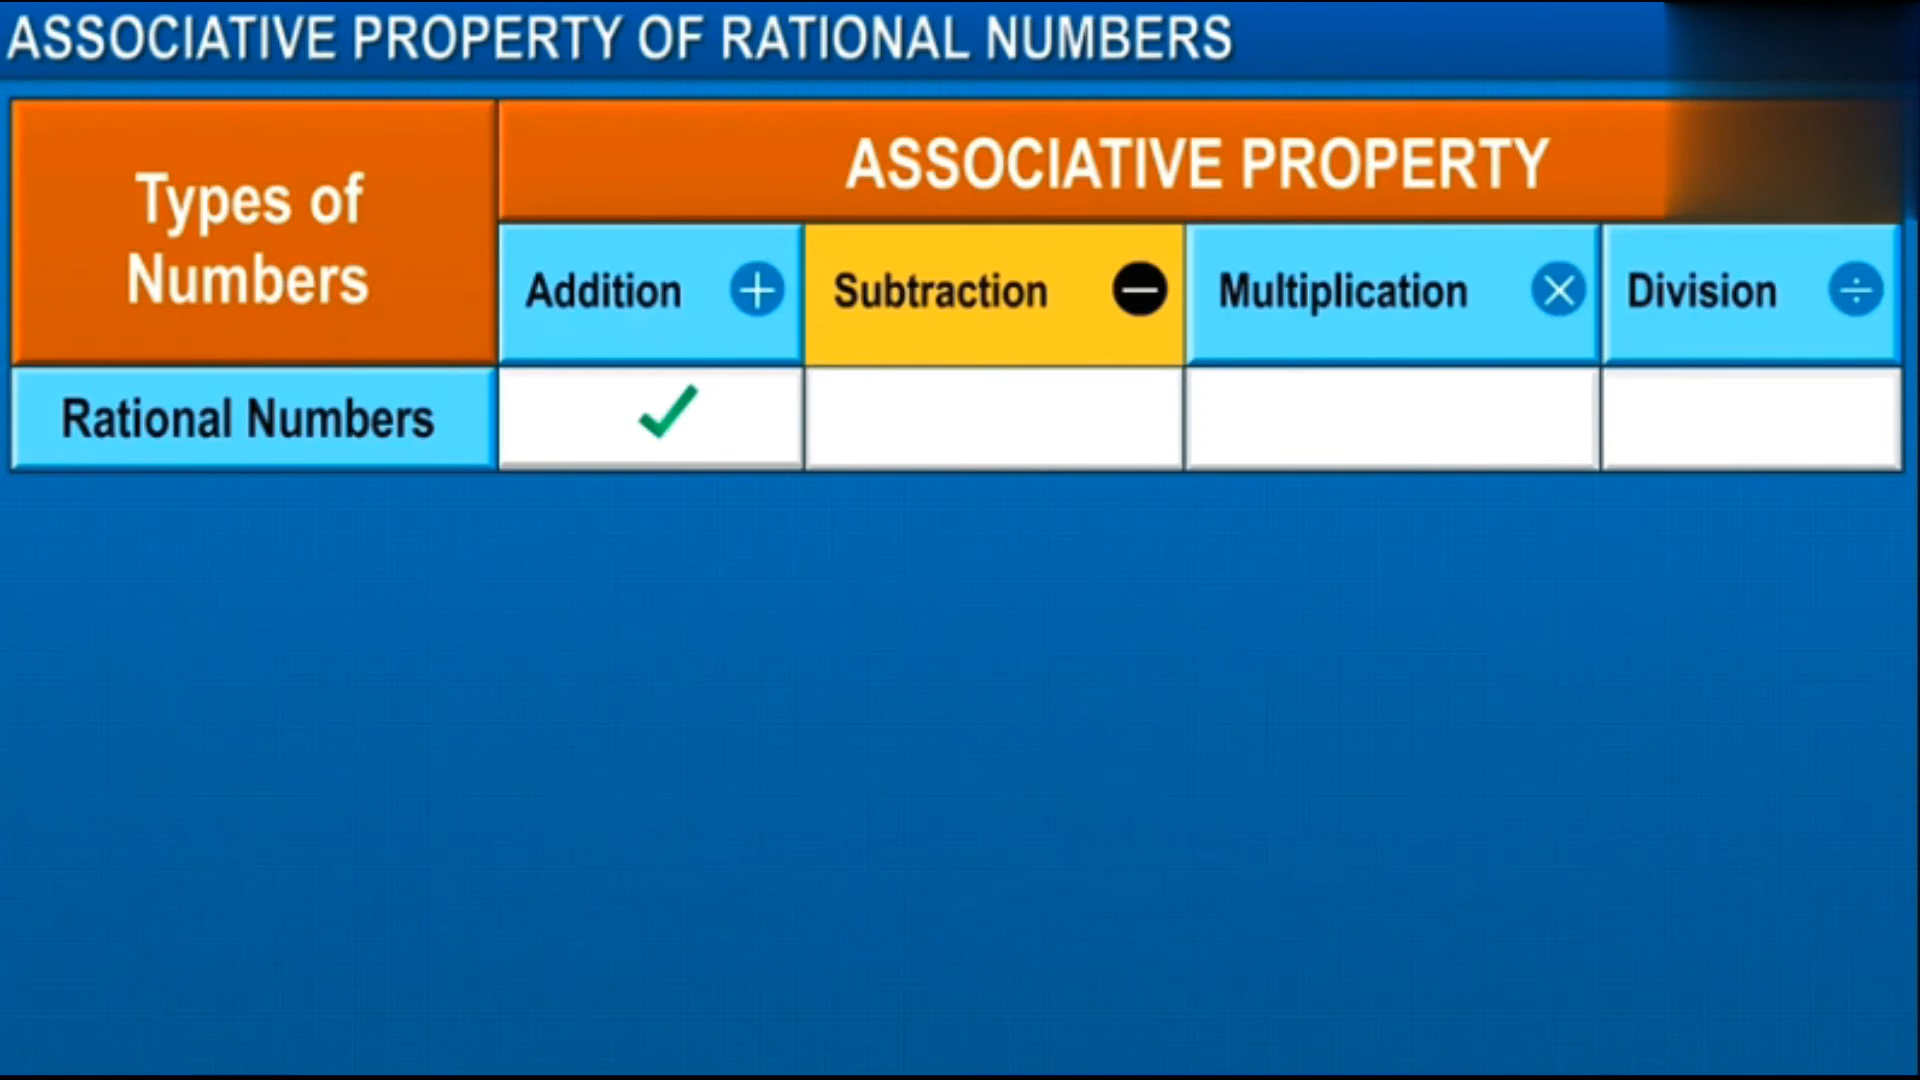 ASSOCIATIVE PROPERTY OF RATIONAL NUMBERS
Types of
Numbers
ASSOCIATIVE PROPERTY
Addition +
Subtraction −
Multiplication ×
Division ÷
Rational Numbers ✓